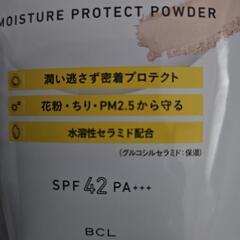 MOISTURE PROTECT POWDER
潤い逃さず密着プロテクト
花粉・ちり・PM2.5から守る
水溶性セラミド配合
(グルコシルセラミド:保湿)
SPF 42 PA+++
BCL